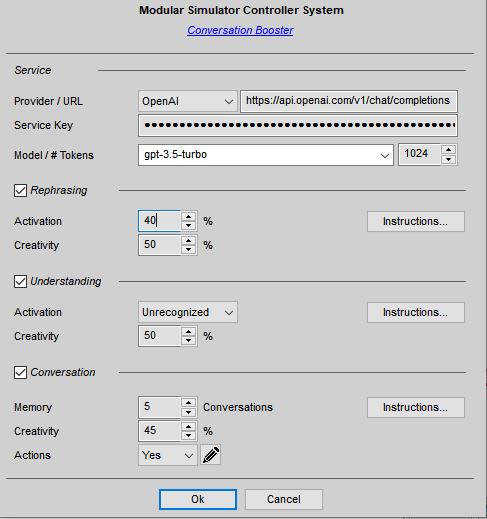 Modular Simulator Controller System
Conversation Booster
Service
Provider / URL OpenAI https://api.openai.com/v1/chat/completions
Service Key
Model / # Tokens gpt-3.5-turbo 1024
Rephrasing
Activation 40 % Instructions...
Creativity 50 %
Understanding
Activation Unrecognized Instructions...
Creativity 50 %
Conversation
Memory 5 Conversations Instructions...
Creativity 45 %
Actions Yes
Ok Cancel